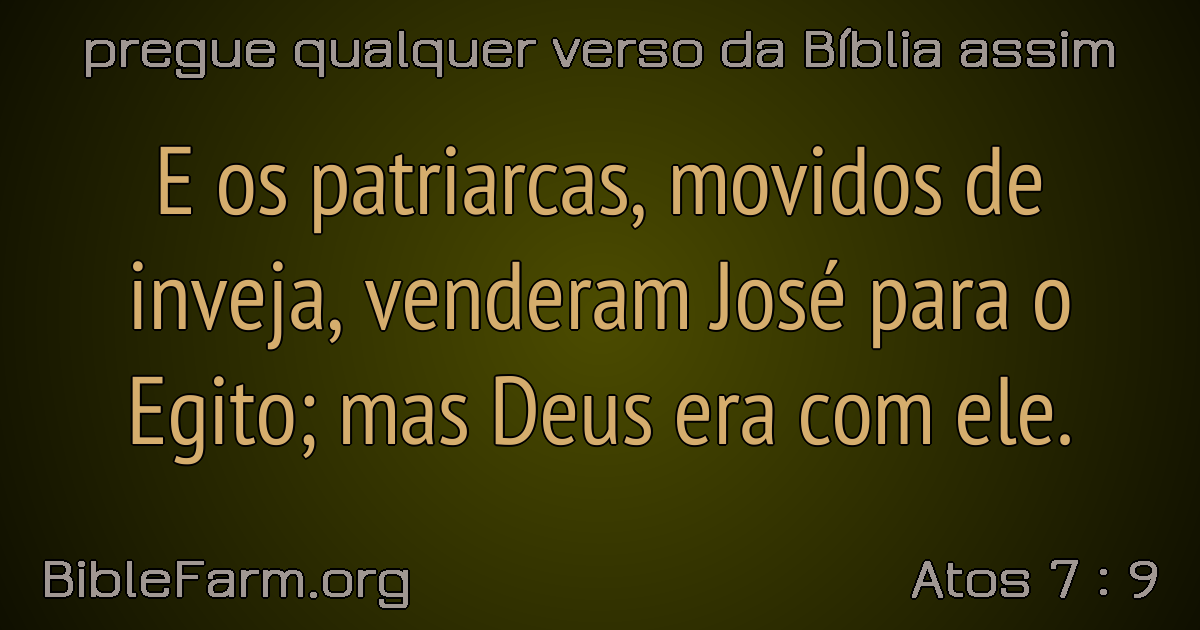 pregue qualquer verso da Bíblia assim
E os patriarcas, movidos de
inveja, venderam José para o
Egito; mas Deus era com ele.
BibleFarm.org
Atos 7 : 9